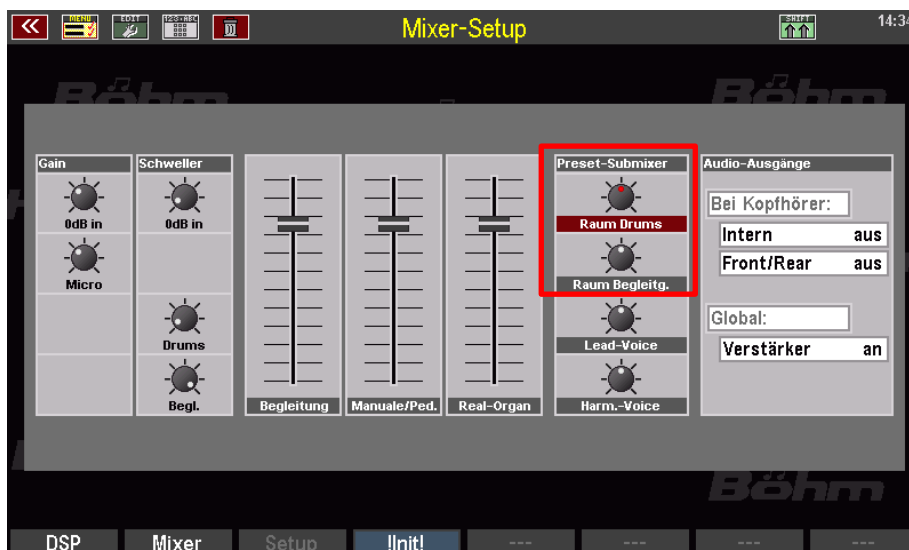 MENU
EDIT
123:ABC
Mixer-Setup
SHIFT
14:34
Böhm
Böhm
Gain
Schweller
Preset-Submixer
Audio-Ausgänge
0dB in
0dB in
Raum Drums
Bei Kopfhörer:
Intern aus
Front/Rear aus
Micro
Raum Begleitg.
Global:
Drums
Lead-Voice
Verstärker an
Begl.
Begleitung
Manuale/Ped.
Real-Organ
Harm.-Voice
Böhm
DSP
Mixer
Setup
!Init!
---
---
---
---